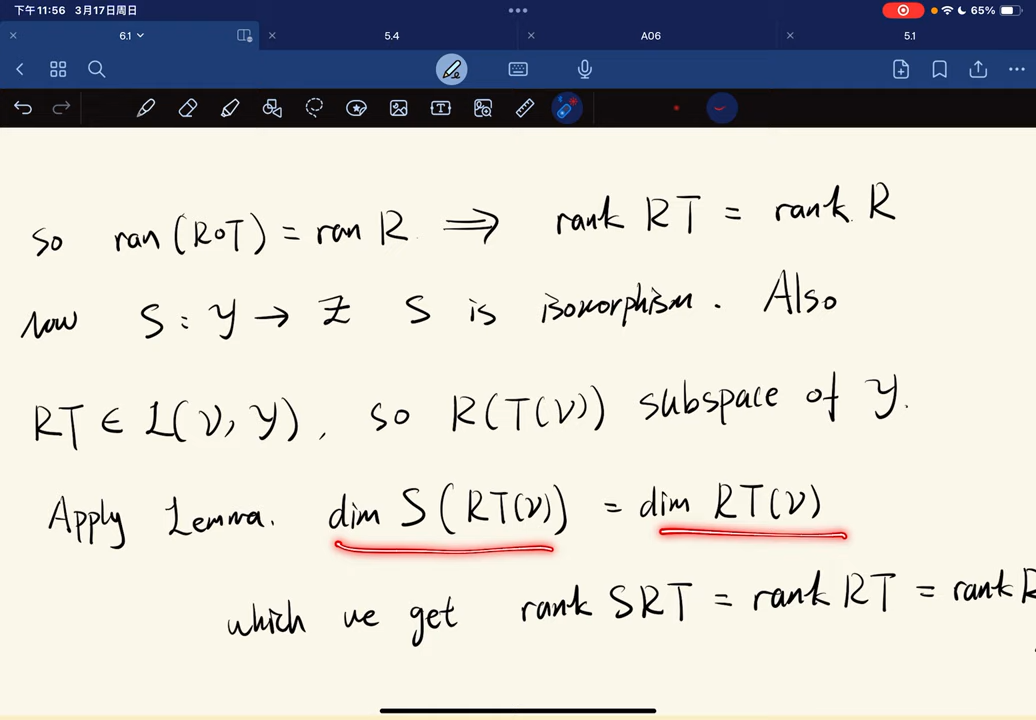 下午11:56 3月17日周日
65%
6.1
5.4
A06
5.1
So ran (R∘T) = ran R ⟹ rank RT = rank R
Now S : Y → Z S is isomorphism. Also
RT ∈ L(V, Y), so R(T(V)) subspace of Y.
Apply Lemma. dim S(RT(V)) = dim RT(V)
which we get rank SRT = rank RT = rank R